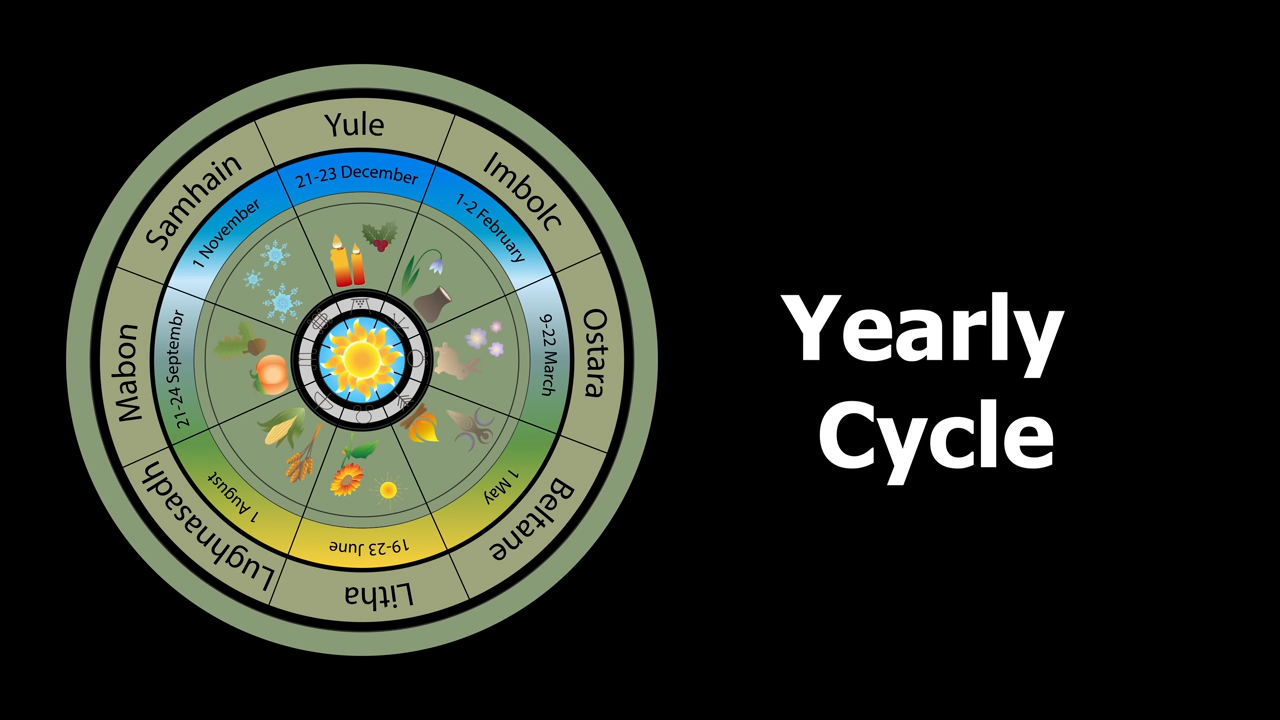 Yule
21-23 December
Imbolc
1-2 February
Ostara
9-22 March
Beltane
1 May
Litha
19-23 June
Lughnasadh
1 August
Mabon
21-24 Septembr
Samhain
1 November
Yearly
Cycle